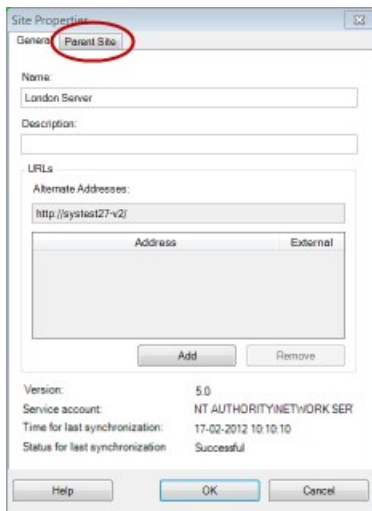 Site Properties
General Parent Site
Name:
London Server
Description:
URLs
Alternate Addresses:
http://systest27-v2/
Address External
Add Remove
Version: 5.0
Service account: NT AUTHORITY\NETWORK SER
Time for last synchronization: 17-02-2012 10:10:10
Status for last synchronization Successful
Help OK Cancel